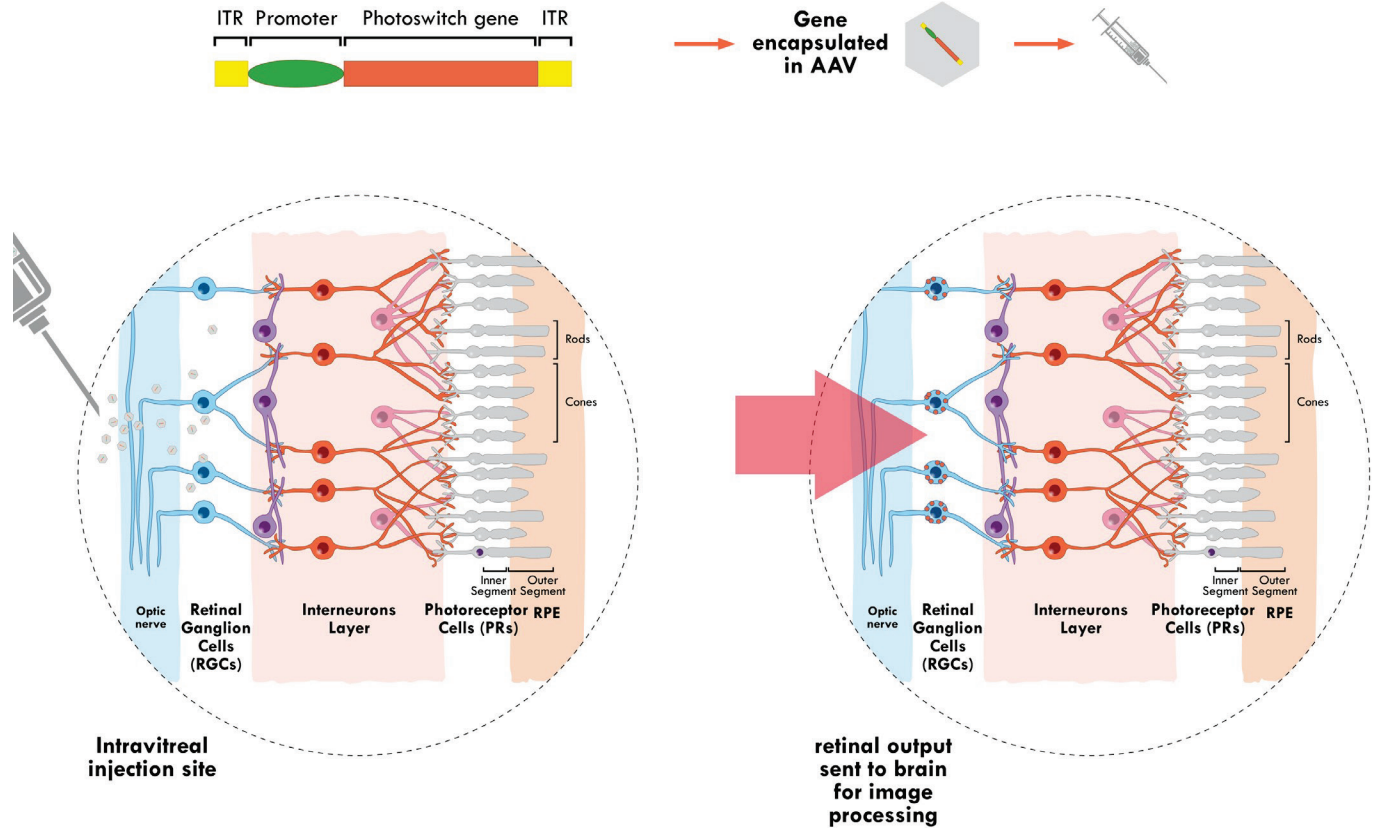 ITR Promoter Photoswitch gene ITR
Gene
encapsulated
in AAV
Rods
Cones
Inner
Segment
Outer
Segment
Optic
nerve
Retinal
Ganglion
Cells
(RGCs)
Interneurons
Layer
Photoreceptor
Cells (PRs)
RPE
Intravitreal
injection site
Rods
Cones
Inner
Segment
Outer
Segment
Optic
nerve
Retinal
Ganglion
Cells
(RGCs)
Interneurons
Layer
Photoreceptor
Cells (PRs)
RPE
retinal output
sent to brain
for image
processing